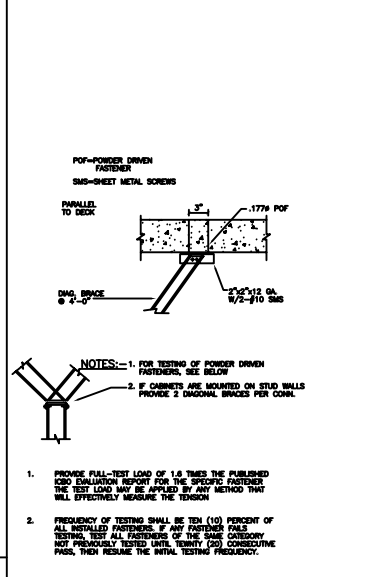 POF=POWDER DRIVEN
FASTENER
SMS=SHEET METAL SCREWS
PARALLEL
TO DECK
3"
.177ø POF
DIAG. BRACE
@ 4'-0"
2"x2"x12 GA.
W/2-#10 SMS
NOTES:
1. FOR TESTING OF POWDER DRIVEN
FASTENERS, SEE BELOW
2. IF CABINETS ARE MOUNTED ON STUD WALLS
PROVIDE 2 DIAGONAL BRACES PER CONN.
1. PROVIDE FULL-TEST LOAD OF 1.6 TIMES THE PUBLISHED
ICBO EVALUATION REPORT FOR THE SPECIFIC FASTENER
THE TEST LOAD MAY BE APPLIED BY ANY METHOD THAT
WILL EFFECTIVELY MEASURE THE TENSION
2. FREQUENCY OF TESTING SHALL BE TEN (10) PERCENT OF
ALL INSTALLED FASTENERS. IF ANY FASTENER FAILS
TESTING, TEST ALL FASTENERS OF THE SAME CATEGORY
NOT PREVIOUSLY TESTED UNTIL TEWNTY (20) CONSECUTIVE
PASS, THEN RESUME THE INITIAL TESTING FREQUENCY.